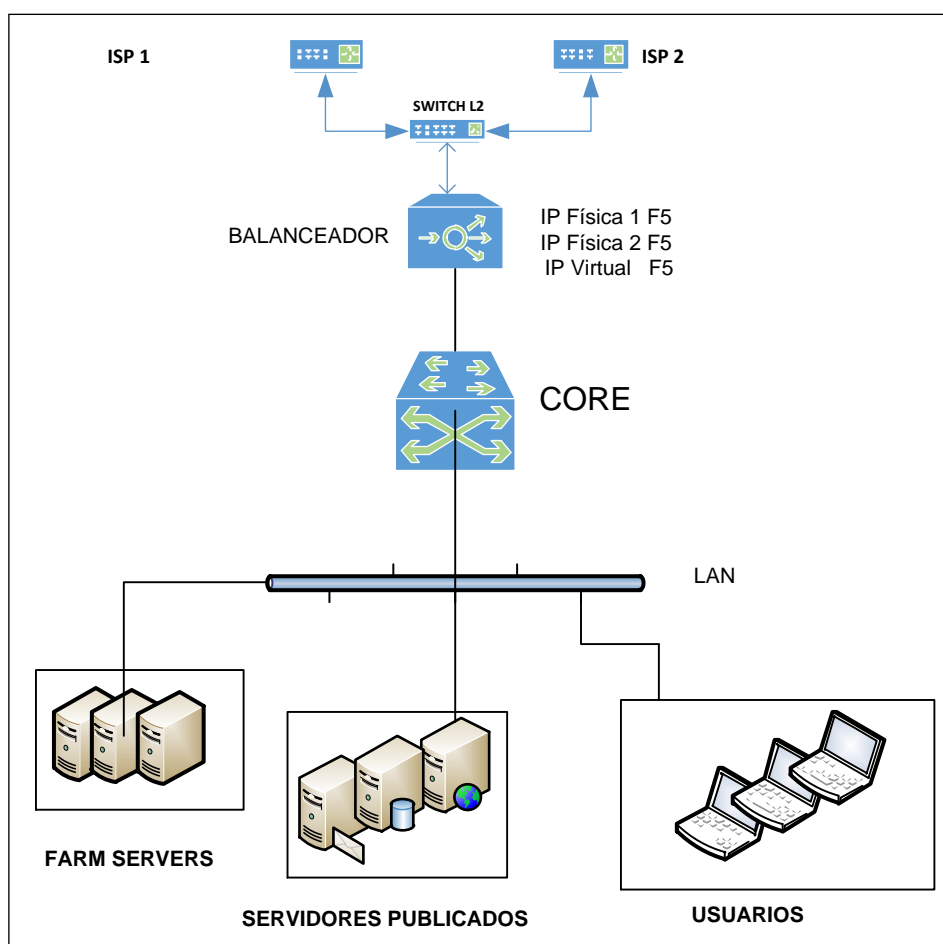 ISP 1
ISP 2
SWITCH L2
BALANCEADOR
IP Física 1 F5
IP Física 2 F5
IP Virtual F5
CORE
LAN
FARM SERVERS
SERVIDORES PUBLICADOS
USUARIOS